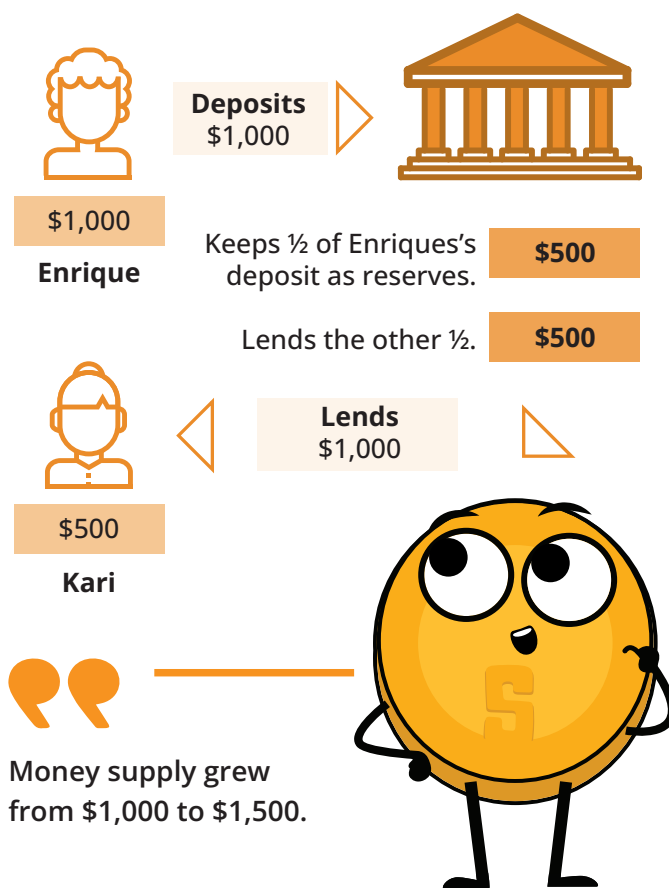 Deposits
$1,000
$1,000
Enrique
Keeps ½ of Enriques's
deposit as reserves.
$500
Lends the other ½.
$500
Lends
$1,000
$500
Kari
Money supply grew
from $1,000 to $1,500.